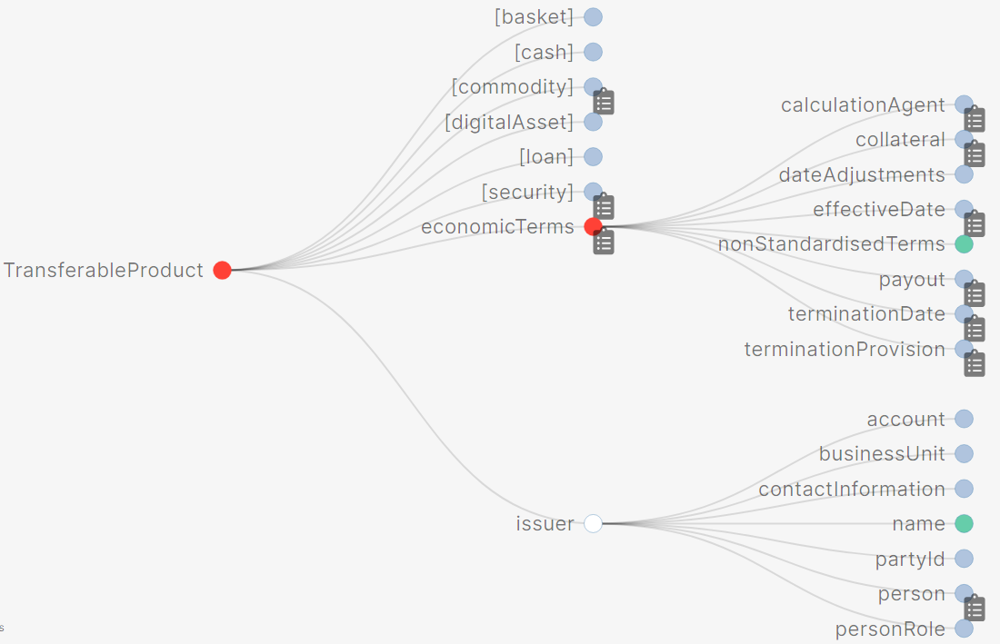 [basket]
[cash]
[commodity]
[digitalAsset]
[loan]
[security]
economicTerms
TransferableProduct
issuer
calculationAgent
collateral
dateAdjustments
effectiveDate
nonStandardisedTerms
payout
terminationDate
terminationProvision
account
businessUnit
contactInformation
name
partyId
person
personRole
s